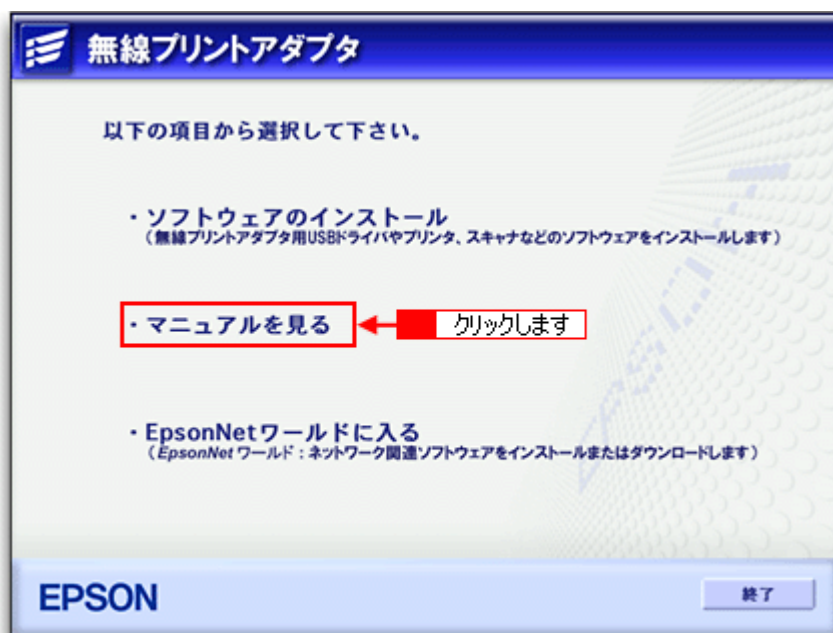 無線プリントアダプタ
以下の項目から選択して下さい。
・ソフトウェアのインストール
（無線プリントアダプタ用USBドライバやプリンタ、スキャナなどのソフトウェアをインストールします）
・マニュアルを見る
クリックします
・EpsonNetワールドに入る
（EpsonNet ワールド：ネットワーク関連ソフトウェアをインストールまたはダウンロードします）
EPSON
終了